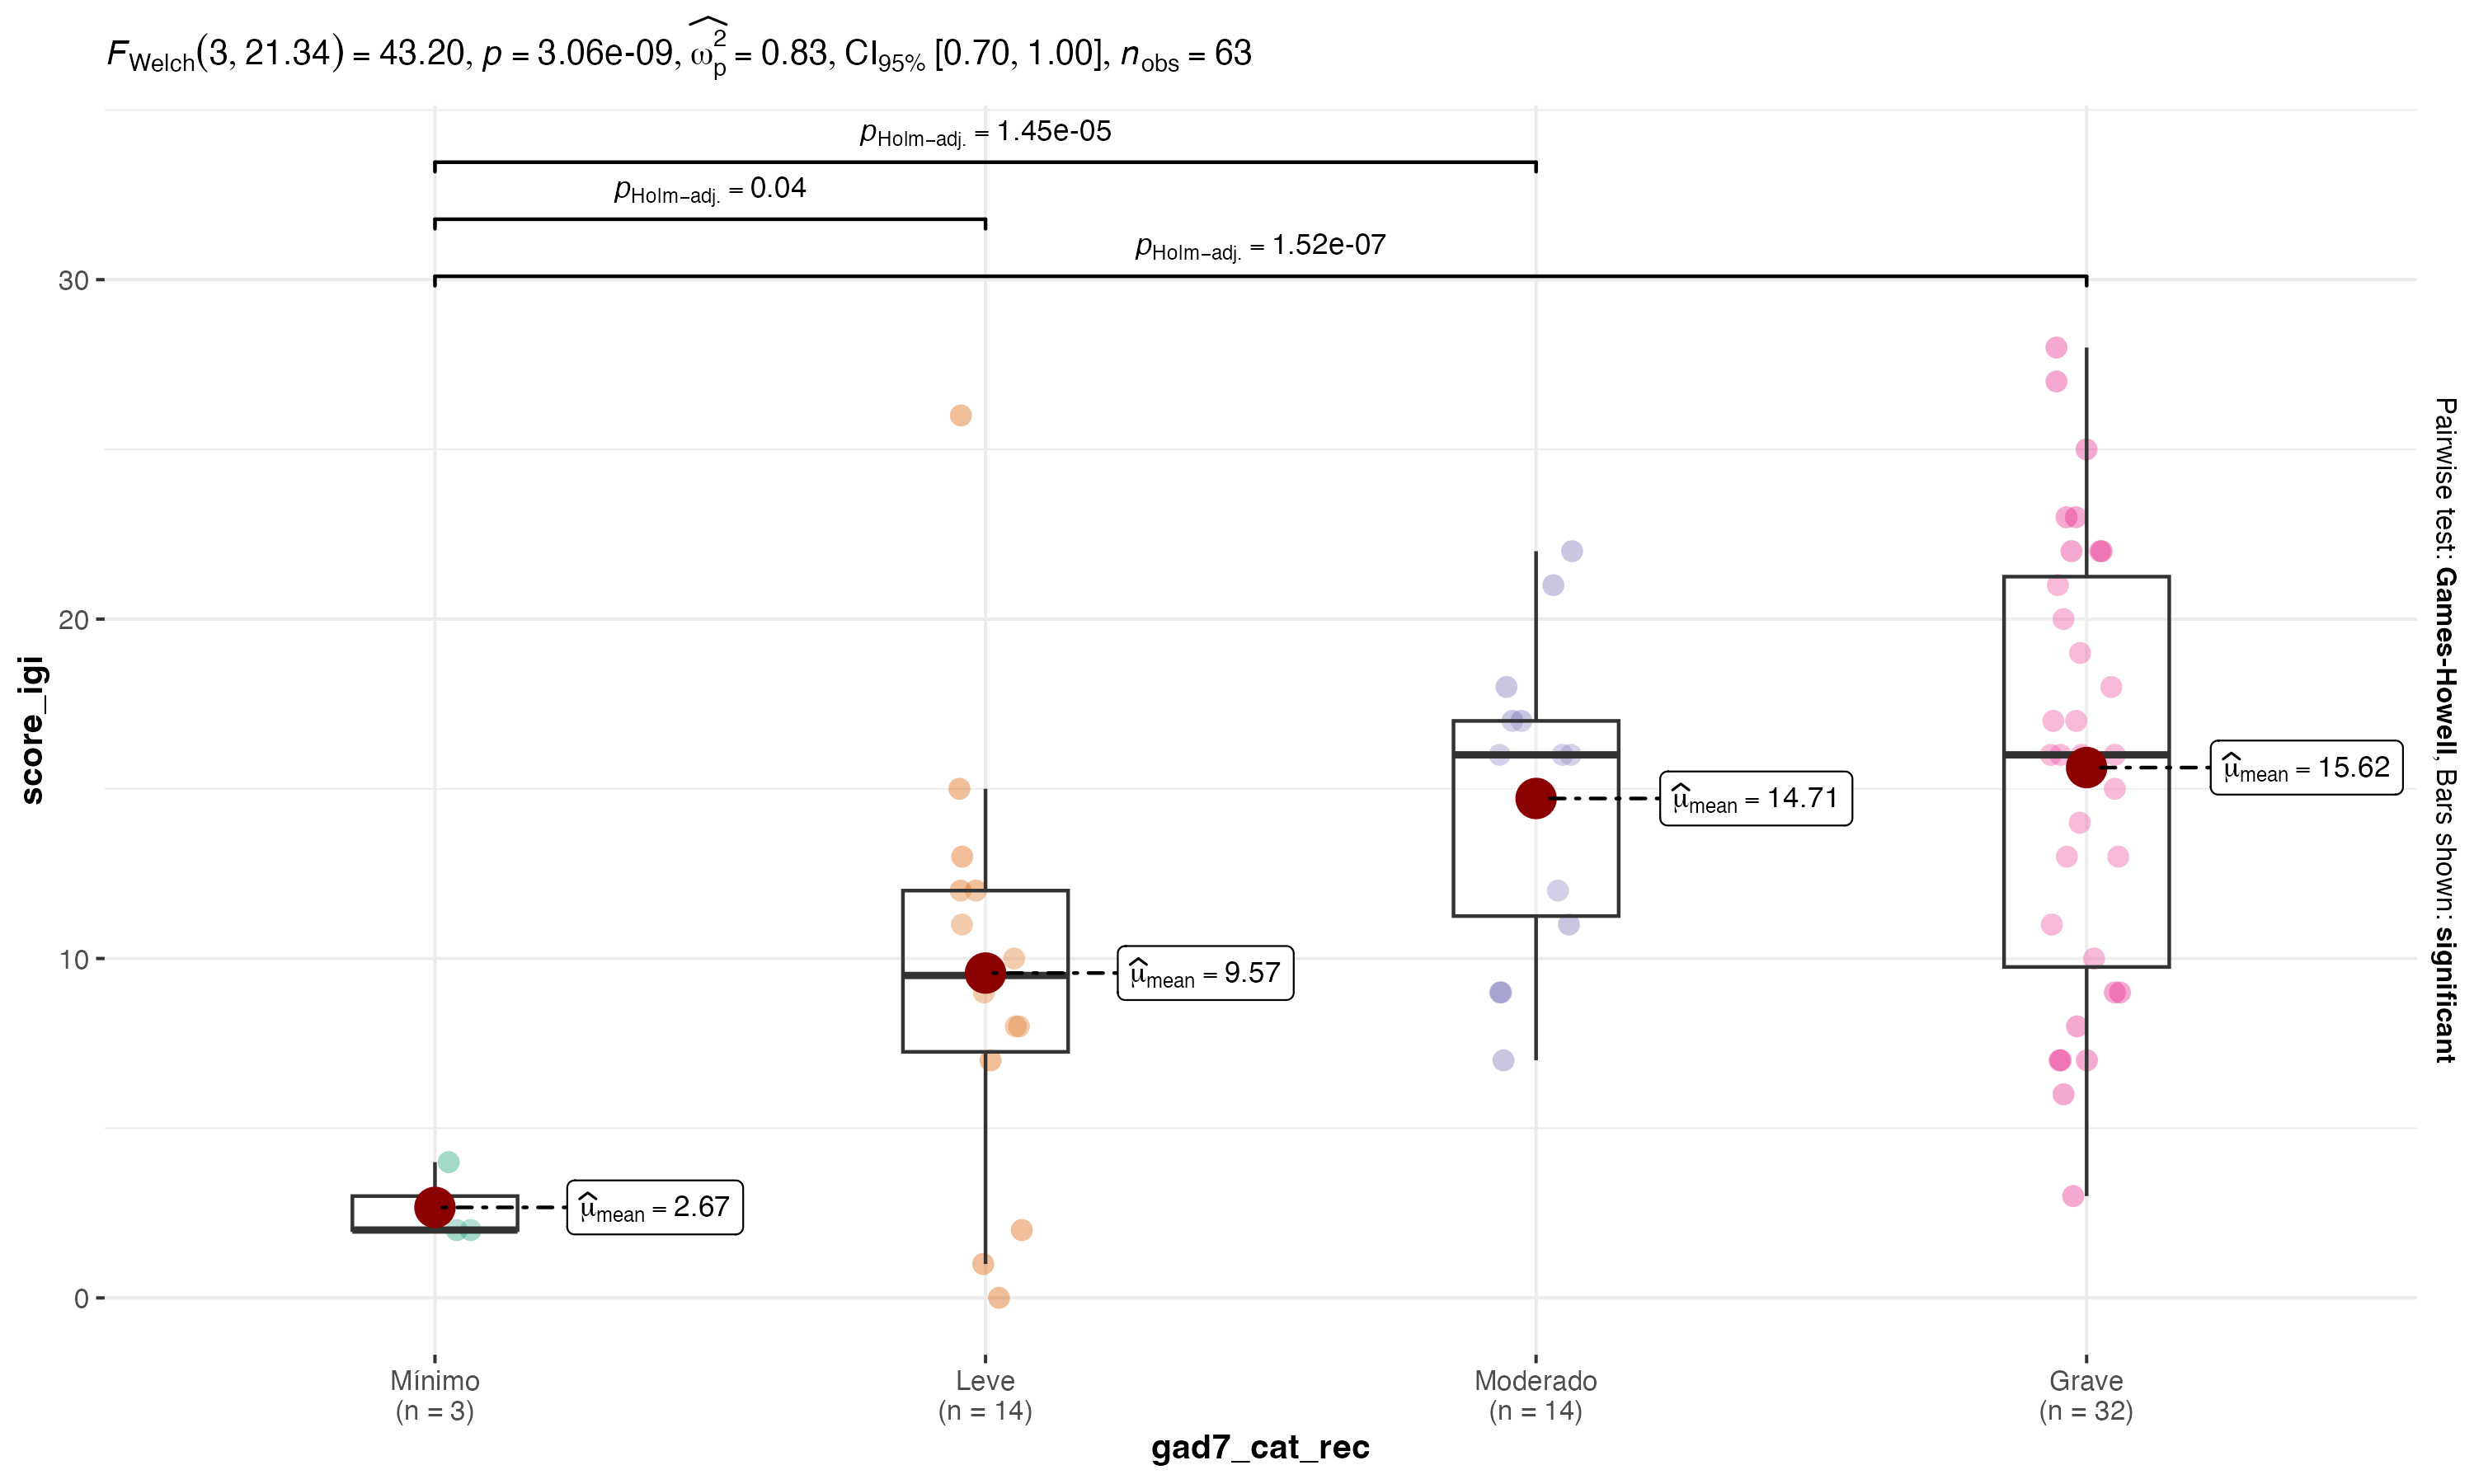 F_Welch(3, 21.34) = 43.20, p = 3.06e-09, ω̂²_p = 0.83, CI_95% [0.70, 1.00], n_obs = 63
p_Holm−adj. = 1.45e-05
p_Holm−adj. = 0.04
p_Holm−adj. = 1.52e-07
30
20
10
0
score_igi
μ̂_mean = 2.67
μ̂_mean = 9.57
μ̂_mean = 14.71
μ̂_mean = 15.62
Pairwise test: Games-Howell, Bars shown: significant
Mínimo
(n = 3)
Leve
(n = 14)
Moderado
(n = 14)
Grave
(n = 32)
gad7_cat_rec